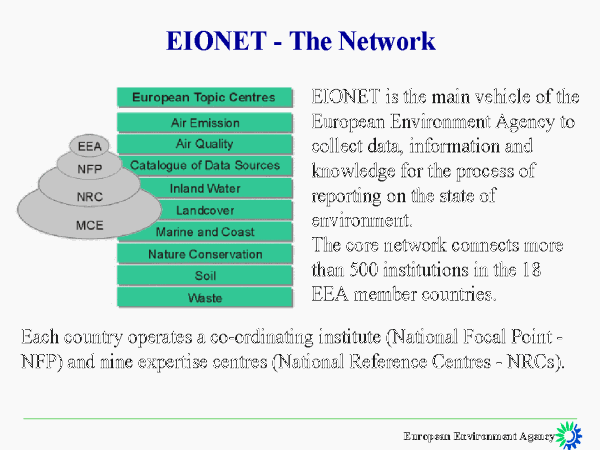 EIONET - The Network
European Topic Centres
Air Emission
Air Quality
Catalogue of Data Sources
Inland Water
Landcover
Marine and Coast
Nature Conservation
Soil
Waste
EEA
NFP
NRC
MCE
EIONET is the main vehicle of the
European Environment Agency to
collect data, information and
knowledge for the process of
reporting on the state of
environment.
The core network connects more
than 500 institutions in the 18
EEA member countries.
Each country operates a co-ordinating institute (National Focal Point -
NFP) and nine expertise centres (National Reference Centres - NRCs).
European Environment Agency